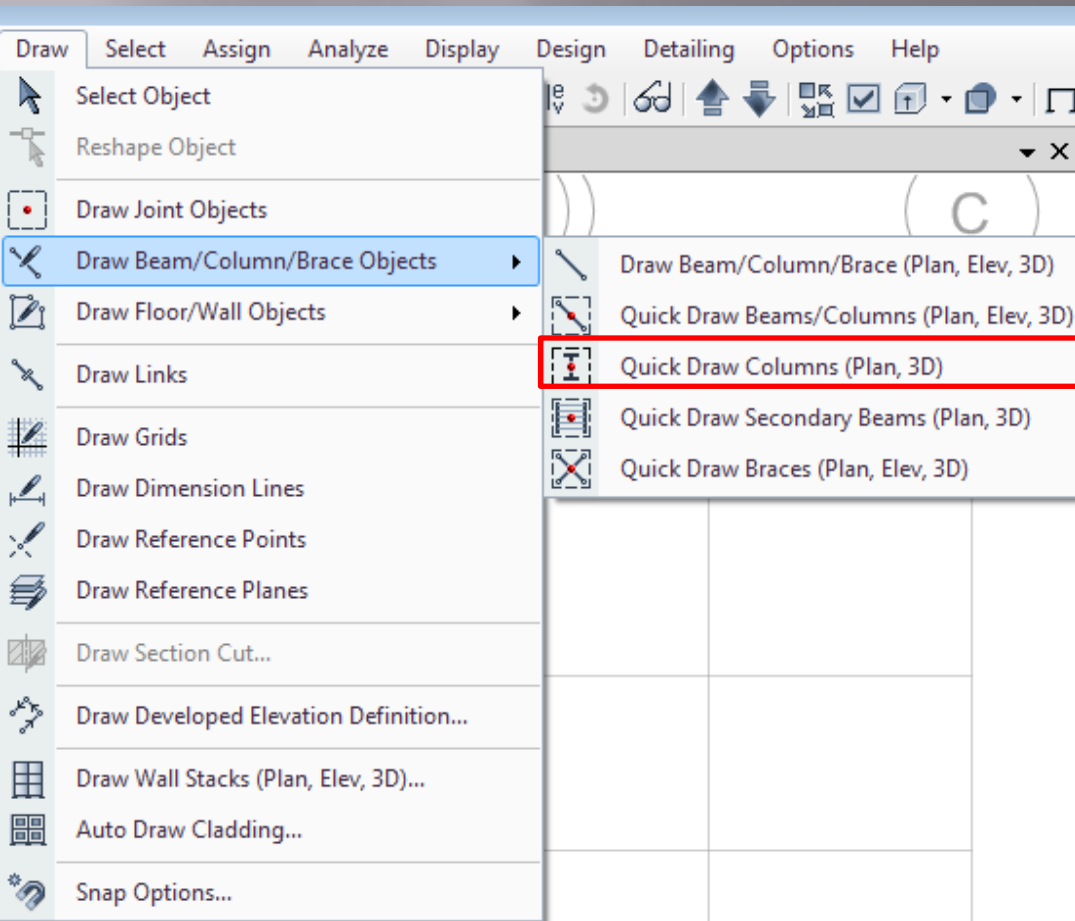 Draw Select Assign Analyze Display Design Detailing Options Help
Select Object
Reshape Object
C
Draw Joint Objects
Draw Beam/Column/Brace Objects
Draw Beam/Column/Brace (Plan, Elev, 3D)
Draw Floor/Wall Objects
Quick Draw Beams/Columns (Plan, Elev, 3D)
Draw Links
Quick Draw Columns (Plan, 3D)
Draw Grids
Quick Draw Secondary Beams (Plan, 3D)
Draw Dimension Lines
Quick Draw Braces (Plan, Elev, 3D)
Draw Reference Points
Draw Reference Planes
Draw Section Cut...
Draw Developed Elevation Definition...
Draw Wall Stacks (Plan, Elev, 3D)...
Auto Draw Cladding...
Snap Options...